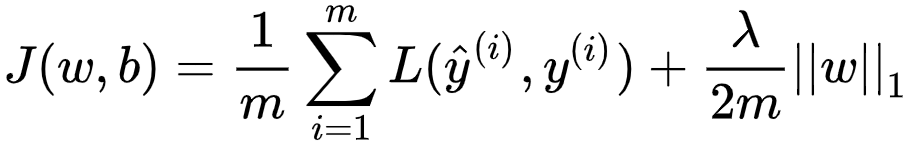 J(w, b) = \frac{1}{m} \sum_{i=1}^{m} L(\hat{y}^{(i)}, y^{(i)}) + \frac{\lambda}{2m} ||w||_1